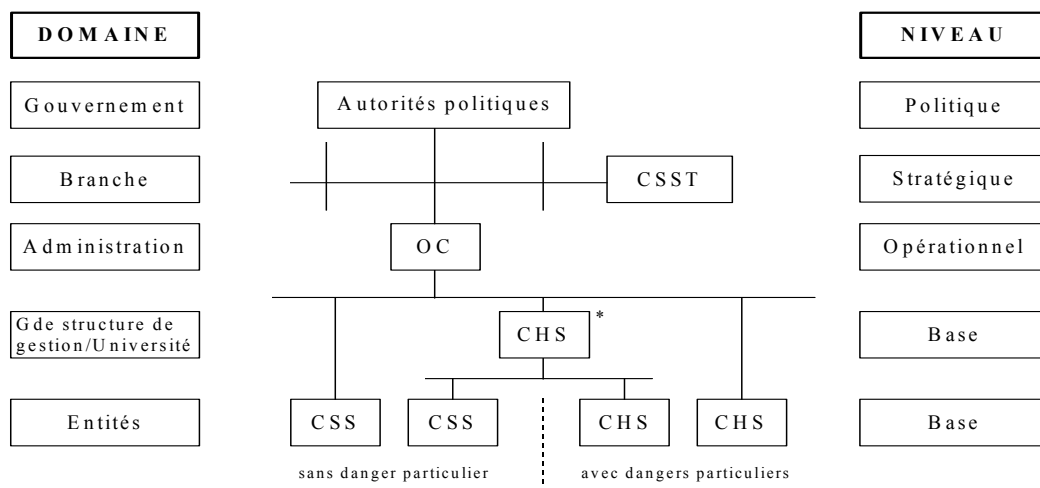 DOMAINE
NIVEAU
Gouvernement
Autorités politiques
Politique
Branche
CSST
Stratégique
Administration
OC
Opérationnel
Gde structure de
gestion/Université
CHS *
Base
Entités
CSS
CSS
CHS
CHS
Base
sans danger particulier
avec dangers particuliers